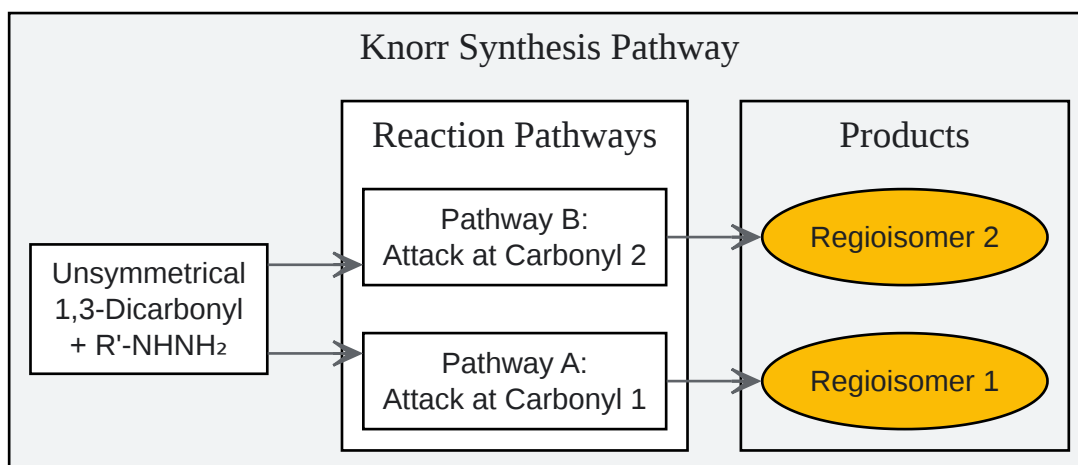 Knorr Synthesis Pathway
Reaction Pathways
Products
Unsymmetrical
1,3-Dicarbonyl
+ R'-NHNH₂
Pathway B:
Attack at Carbonyl 2
Regioisomer 2
Pathway A:
Attack at Carbonyl 1
Regioisomer 1